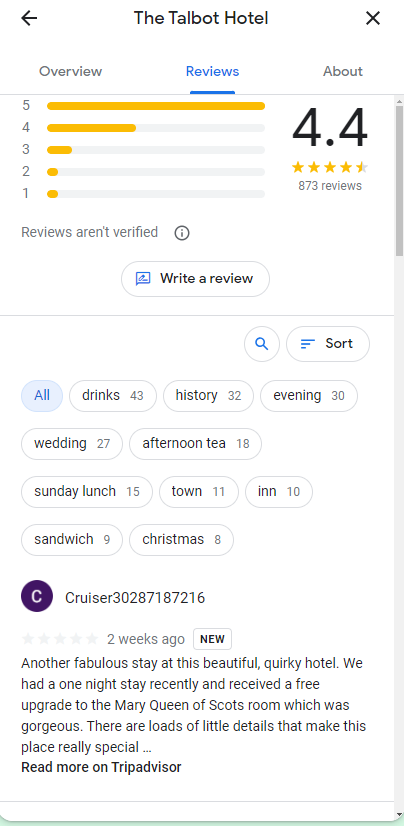 The Talbot Hotel
Overview Reviews About
5
4
3
2
1
4.4
873 reviews
Reviews aren't verified
Write a review
Sort
All drinks 43 history 32 evening 30
wedding 27 afternoon tea 18
sunday lunch 15 town 11 inn 10
sandwich 9 christmas 8
C Cruiser30287187216
2 weeks ago NEW
Another fabulous stay at this beautiful, quirky hotel. We
had a one night stay recently and received a free
upgrade to the Mary Queen of Scots room which was
gorgeous. There are loads of little details that make this
place really special ...
Read more on Tripadvisor